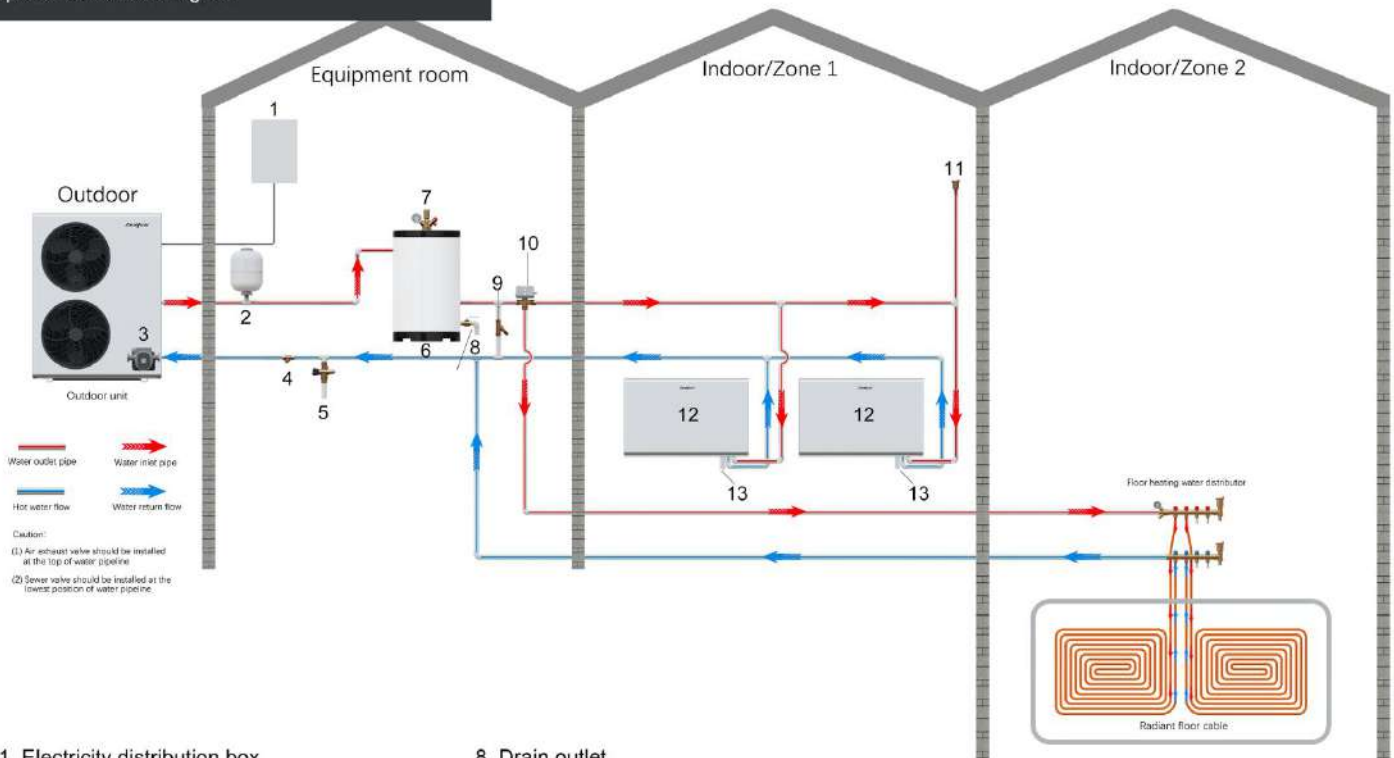 Equipment room
Indoor/Zone 1
Indoor/Zone 2
1
Outdoor
11
7
10
9
2
3
6
8
4
5
12
12
13
13
Outdoor unit
Water outlet pipe
Water inlet pipe
Hot water flow
Water return flow
Caution:
(1) Air exhaust valve should be installed
at the top of water pipeline
(2) Sewer valve should be installed at the
lowest position of water pipeline
Floor heating water distributor
Radiant floor cable
1. Electricity distribution box
8. Drain outlet